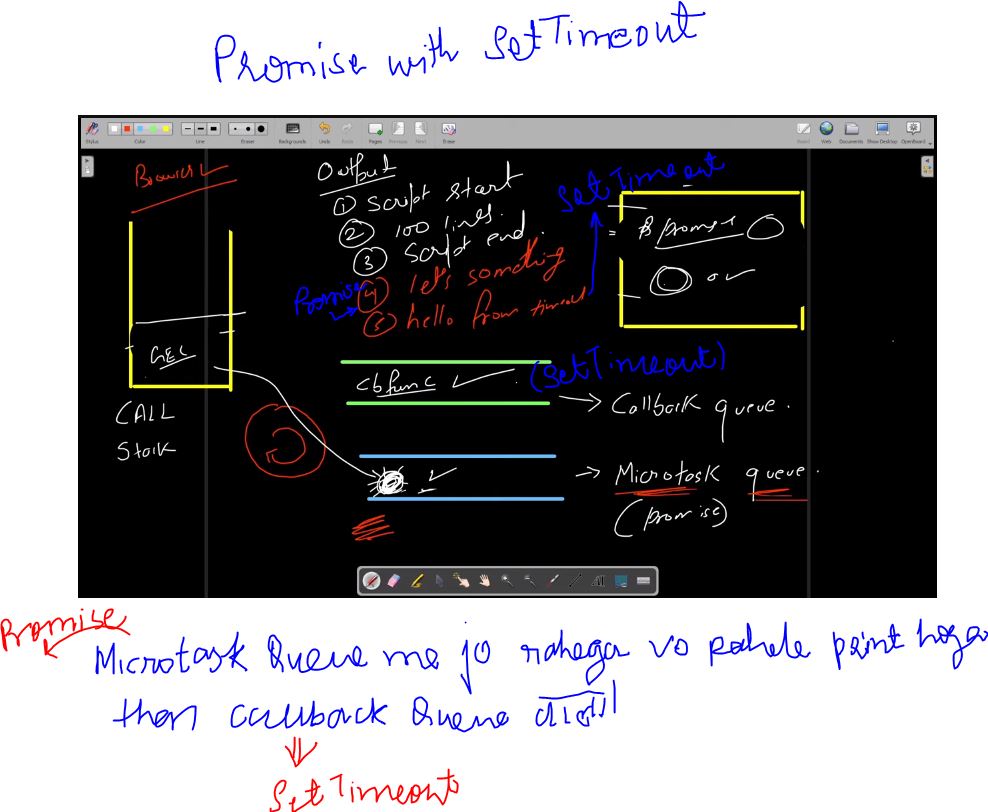 Promise with SetTimeout
Stylus Color Line Eraser Backgrounds Undo Redo Pages Previous Next Erase Board Web Documents Show Desktop OpenBoard
Output
① Script start
② 100 lines.
③ Script end.
Promise ④ let's something
⑤ hello from timeout
SetTimeout
promise
GEC
CALL
Stack
cb func
(SetTimeout)
→ Callback queue.
→ Microtask queue.
(promise)
Promise
Microtask Queue me jo rahega vo pahele print hoga
then callback Queue वाला
SetTimeout